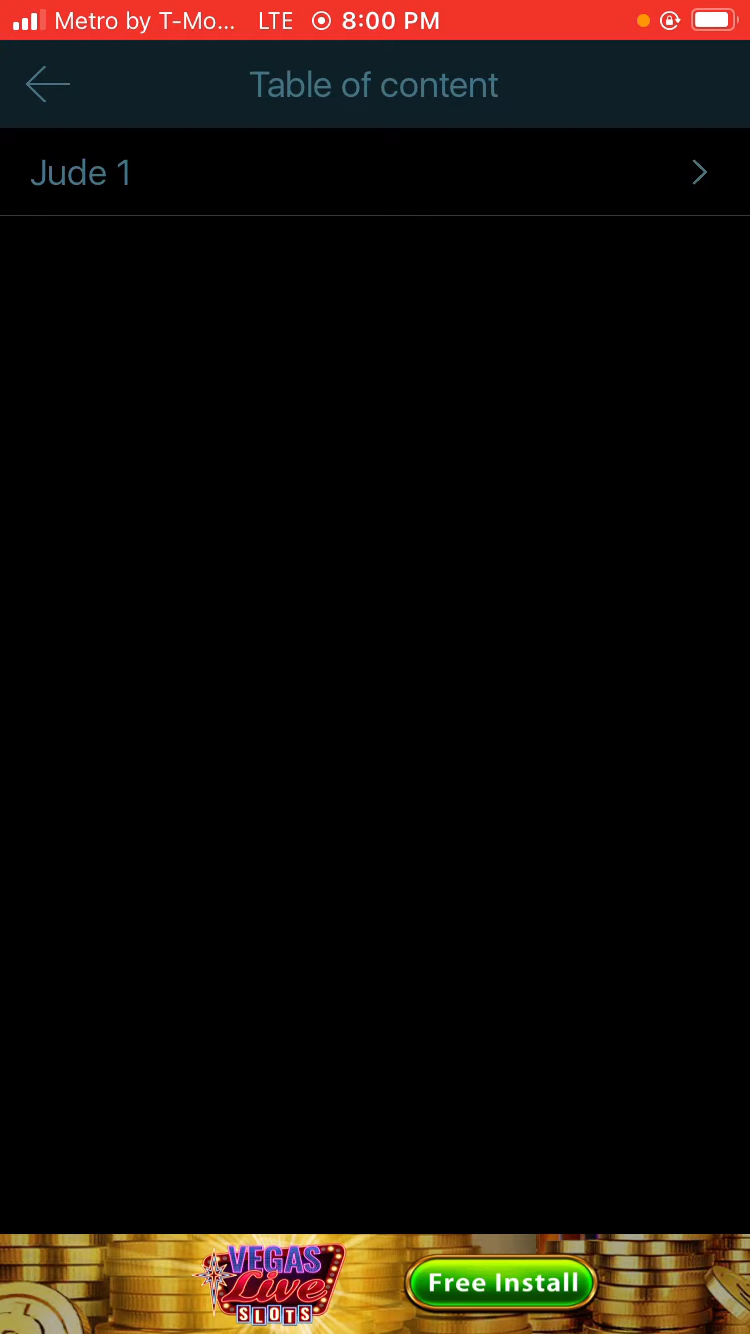 Metro by T-Mo... LTE 8:00 PM
Table of content
Jude 1
VEGAS
Live
SLOTS
Free Install